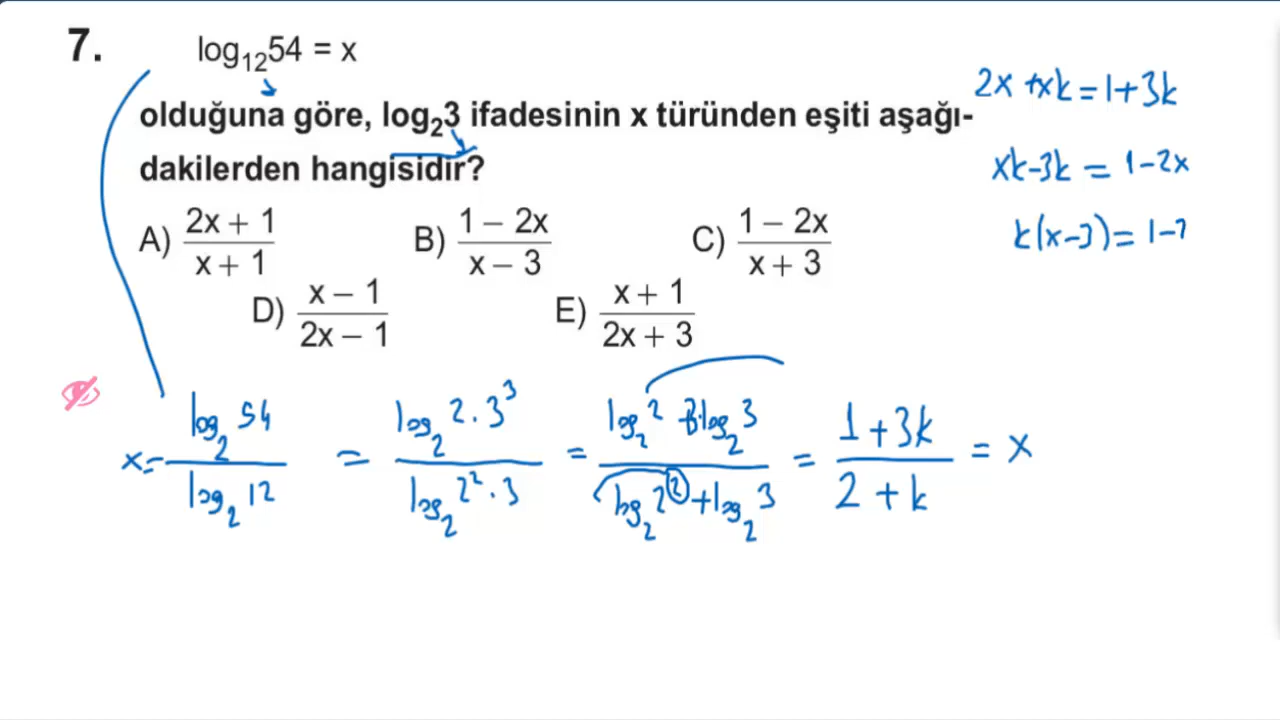 7. log₁₂54 = x
olduğuna göre, log₂3 ifadesinin x türünden eşiti aşağı-
dakilerden hangisidir?
A) (2x + 1)/(x + 1) B) (1 − 2x)/(x − 3) C) (1 − 2x)/(x + 3)
D) (x − 1)/(2x − 1) E) (x + 1)/(2x + 3)
2x + xk = 1 + 3k
xk − 3k = 1 − 2x
k(x − 3) = 1 −
x = (log₂54)/(log₂12) = (log₂2·3³)/(log₂2²·3) = (log₂2 3·log₂3)/(log₂2² + log₂3) = (1 + 3k)/(2 + k) = x